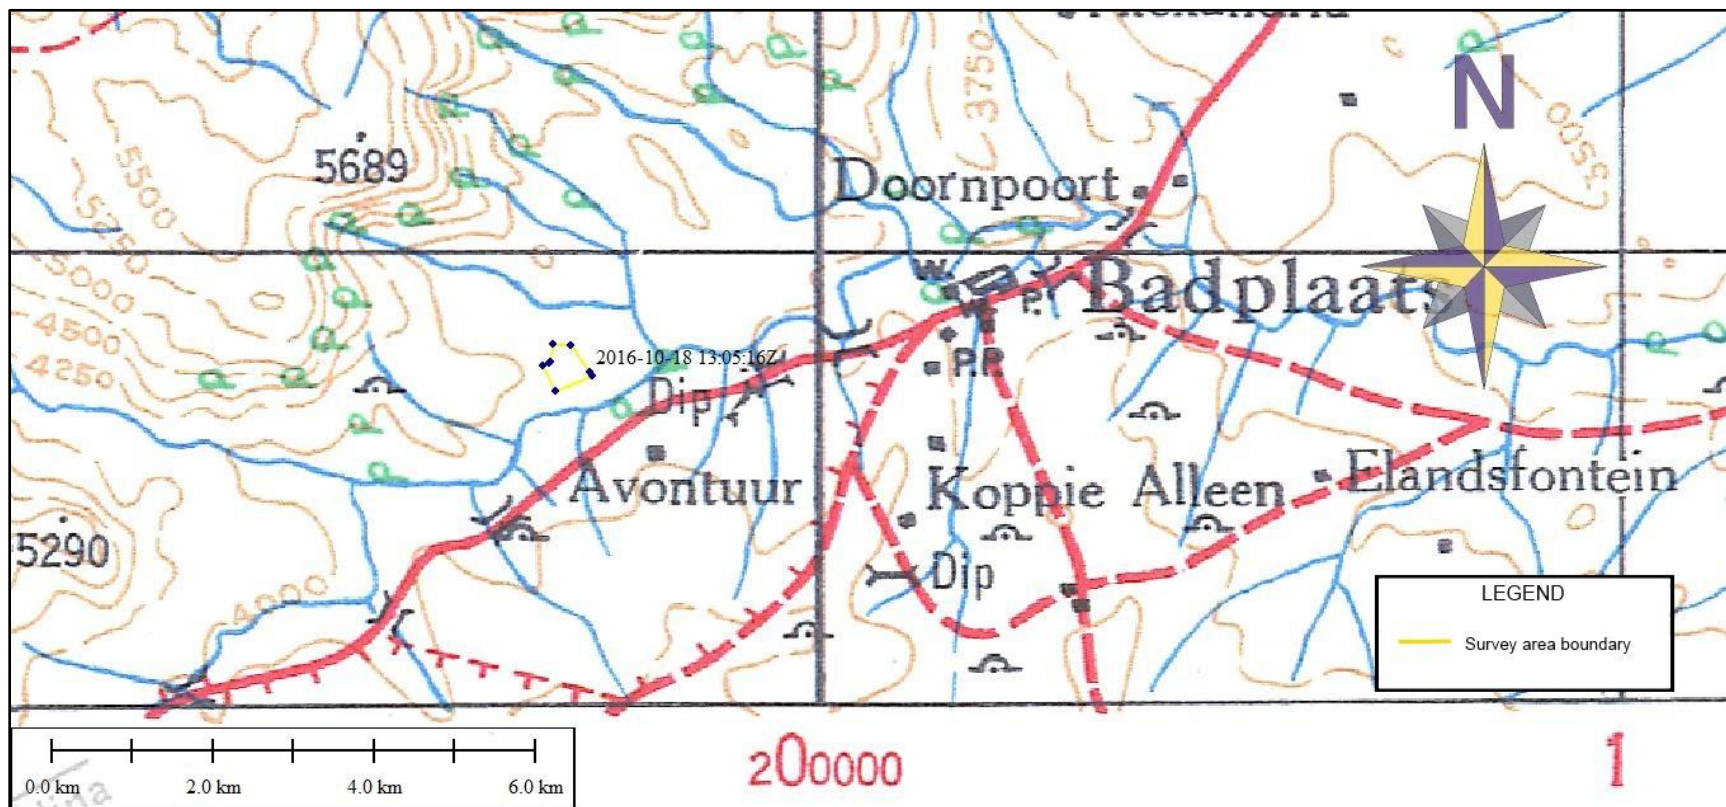 3750
N
5500
5689
5500
Doornpoort
5250
W.
Badplaats
P.
5000
4500
4250
2016-10-18 13:05:16Z
P.P.
Dip
Avontuur
Koppie Alleen
Elandsfontein
5290
Dip
4000
LEGEND
Survey area boundary
0.0 km 2.0 km 4.0 km 6.0 km
200000
1